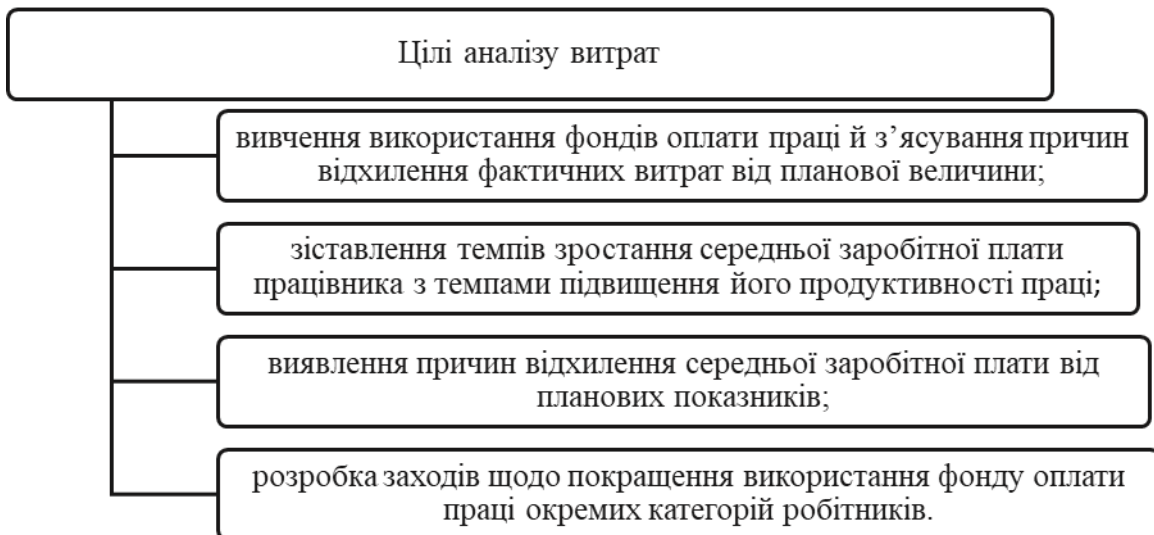 Цілі аналізу витрат
вивчення використання фондів оплати праці й з’ясування причин
відхилення фактичних витрат від планової величини;
зіставлення темпів зростання середньої заробітної плати
працівника з темпами підвищення його продуктивності праці;
виявлення причин відхилення середньої заробітної плати від
планових показників;
розробка заходів щодо покращення використання фонду оплати
праці окремих категорій робітників.